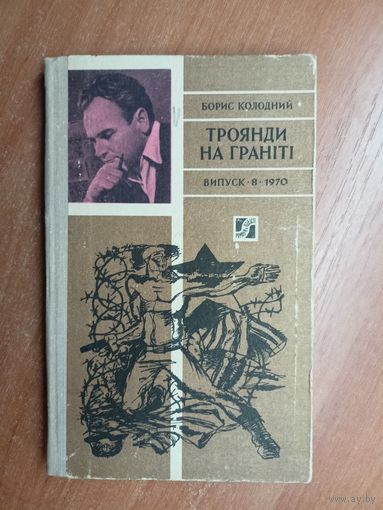 БОРИС КОЛОДНИЙ
ТРОЯНДИ
НА ГРАНІТІ
ВИПУСК · 8 · 1970
www.ay.by